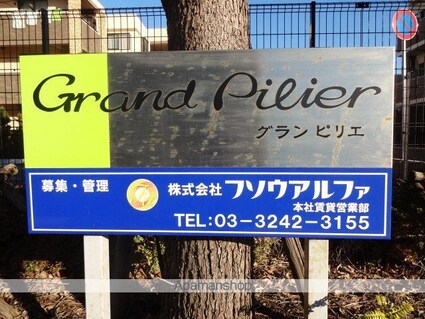 Grand Pilier
グラン ピリエ
募集・管理
株式会社 フソウアルファ
本社賃貸営業部
TEL:03-3242-3155
Apamanshop